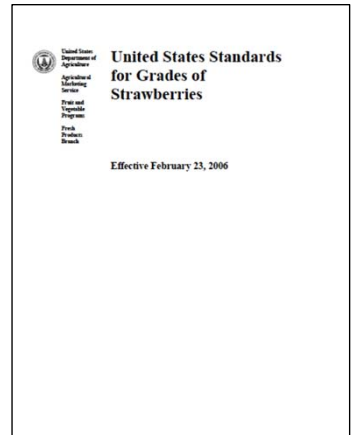 United States
Department of
Agriculture
Agricultural
Marketing
Service
Fruit and
Vegetable
Programs
Fresh
Products
Branch
United States Standards
for Grades of
Strawberries
Effective February 23, 2006